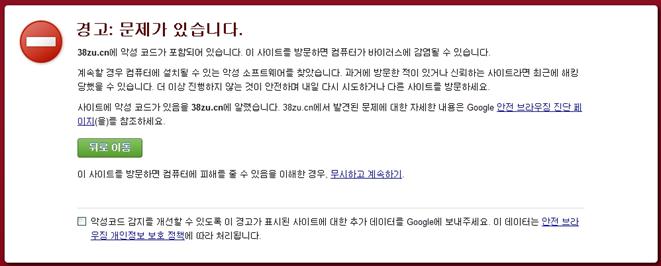 경고: 문제가 있습니다.
38zu.cn에 악성 코드가 포함되어 있습니다. 이 사이트를 방문하면 컴퓨터가 바이러스에 감염될 수 있습니다.
계속할 경우 컴퓨터에 설치될 수 있는 악성 소프트웨어를 찾았습니다. 과거에 방문한 적이 있거나 신뢰하는 사이트라면 최근에 해킹
당했을 수 있습니다. 더 이상 진행하지 않는 것이 안전하며 내일 다시 시도하거나 다른 사이트를 방문하세요.
사이트에 악성 코드가 있음을 38zu.cn에 알렸습니다. 38zu.cn에서 발견된 문제에 대한 자세한 내용은 Google 안전 브라우징 진단 페
이지(을)를 참조하세요.
뒤로 이동
이 사이트를 방문하면 컴퓨터에 피해를 줄 수 있음을 이해한 경우, 무시하고 계속하기.
악성코드 감지를 개선할 수 있도록 이 경고가 표시된 사이트에 대한 추가 데이터를 Google에 보내주세요. 이 데이터는 안전 브라
우징 개인정보 보호 정책에 따라 처리됩니다.